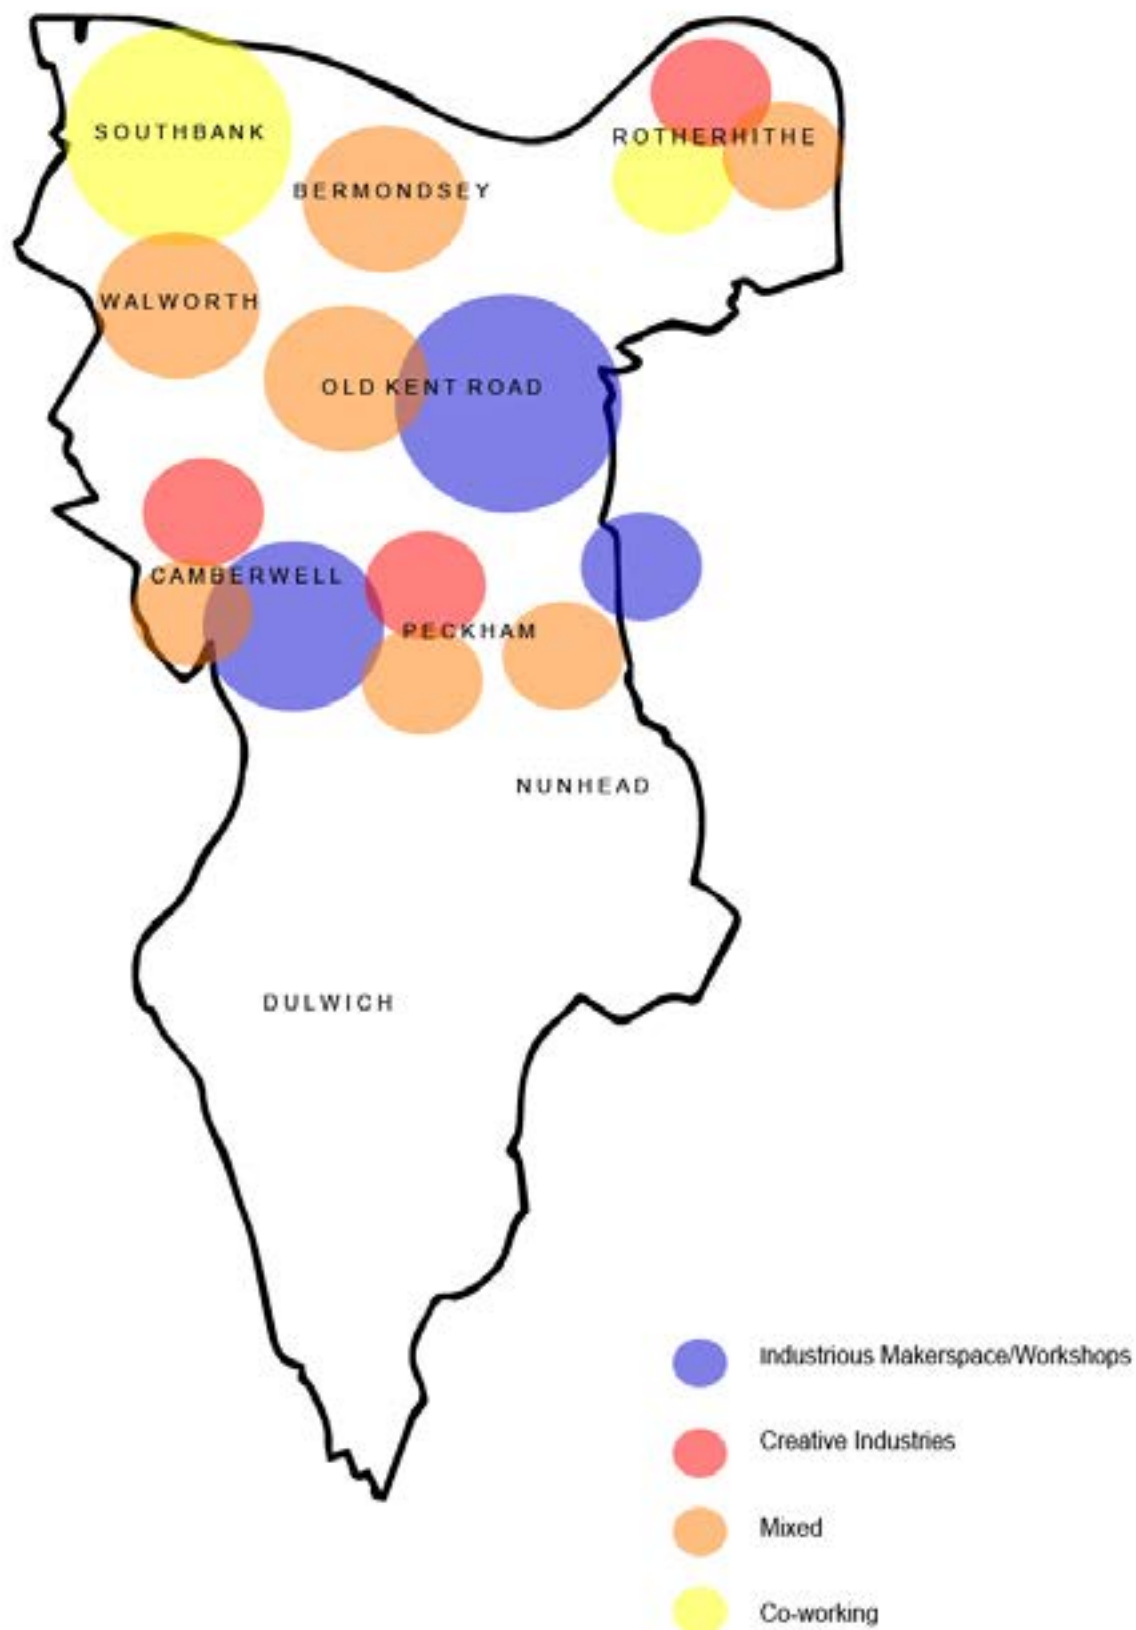 SOUTHBANK
ROTHERHITHE
BERMONDSEY
WALWORTH
OLD KENT ROAD
CAMBERWELL
PECKHAM
NUNHEAD
DULWICH
Industrious Makerspace/Workshops
Creative Industries
Mixed
Co-working